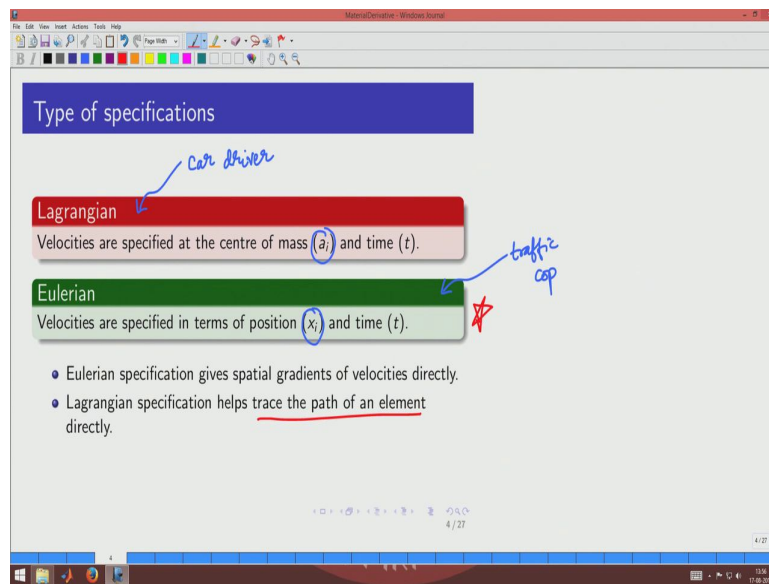 MaterialDerivative - Windows Journal
File Edit View Insert Actions Tools Help
Page Width
B I
Type of specifications
car driver
Lagrangian
Velocities are specified at the centre of mass (aᵢ) and time (t).
traffic
cop
Eulerian
Velocities are specified in terms of position (xᵢ) and time (t).
Eulerian specification gives spatial gradients of velocities directly.
Lagrangian specification helps trace the path of an element
directly.
4 / 27
4/27
4
13:56